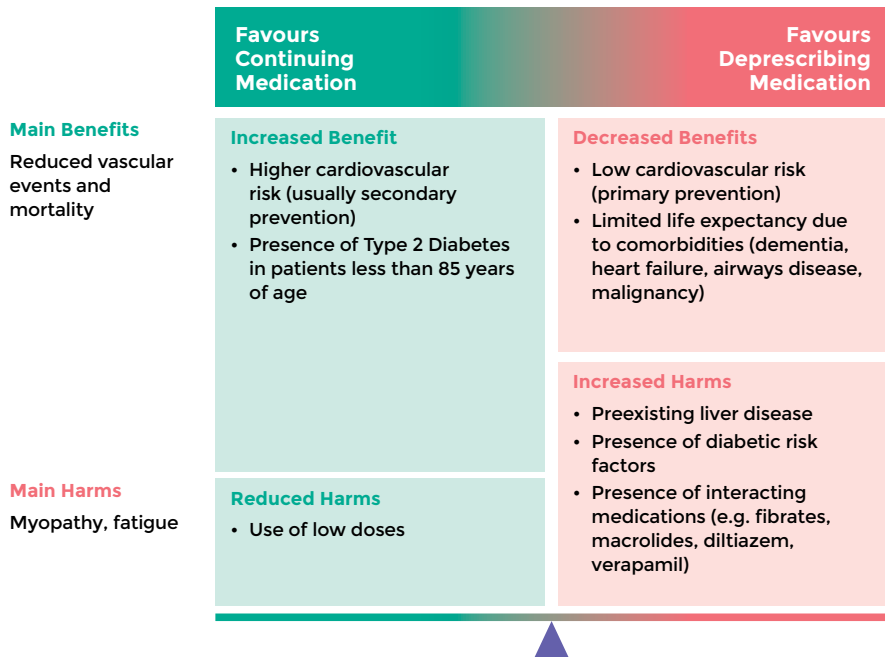 Favours
Continuing
Medication
Favours
Deprescribing
Medication
Main Benefits
Reduced vascular
events and
mortality
Increased Benefit
• Higher cardiovascular
risk (usually secondary
prevention)
• Presence of Type 2 Diabetes
in patients less than 85 years
of age
Decreased Benefits
• Low cardiovascular risk
(primary prevention)
• Limited life expectancy due
to comorbidities (dementia,
heart failure, airways disease,
malignancy)
Main Harms
Myopathy, fatigue
Reduced Harms
• Use of low doses
Increased Harms
• Preexisting liver disease
• Presence of diabetic risk
factors
• Presence of interacting
medications (e.g. fibrates,
macrolides, diltiazem,
verapamil)